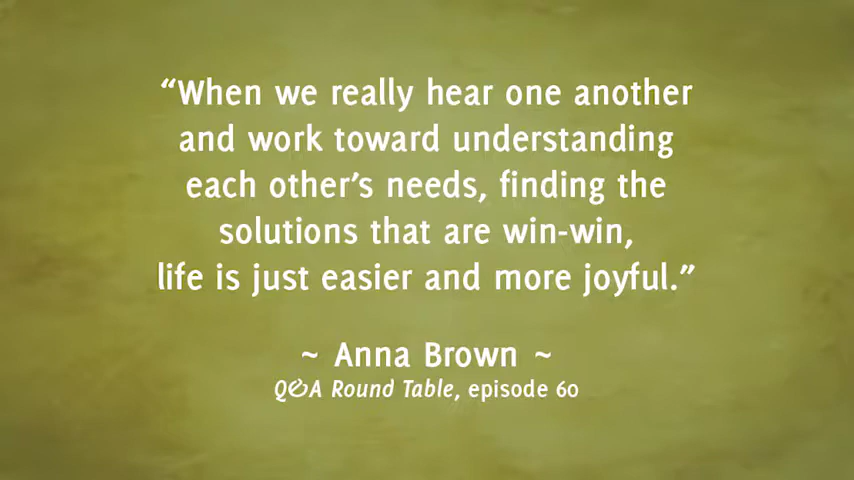 “When we really hear one another
and work toward understanding
each other’s needs, finding the
solutions that are win-win,
life is just easier and more joyful.”
~ Anna Brown ~
Q&A Round Table, episode 60